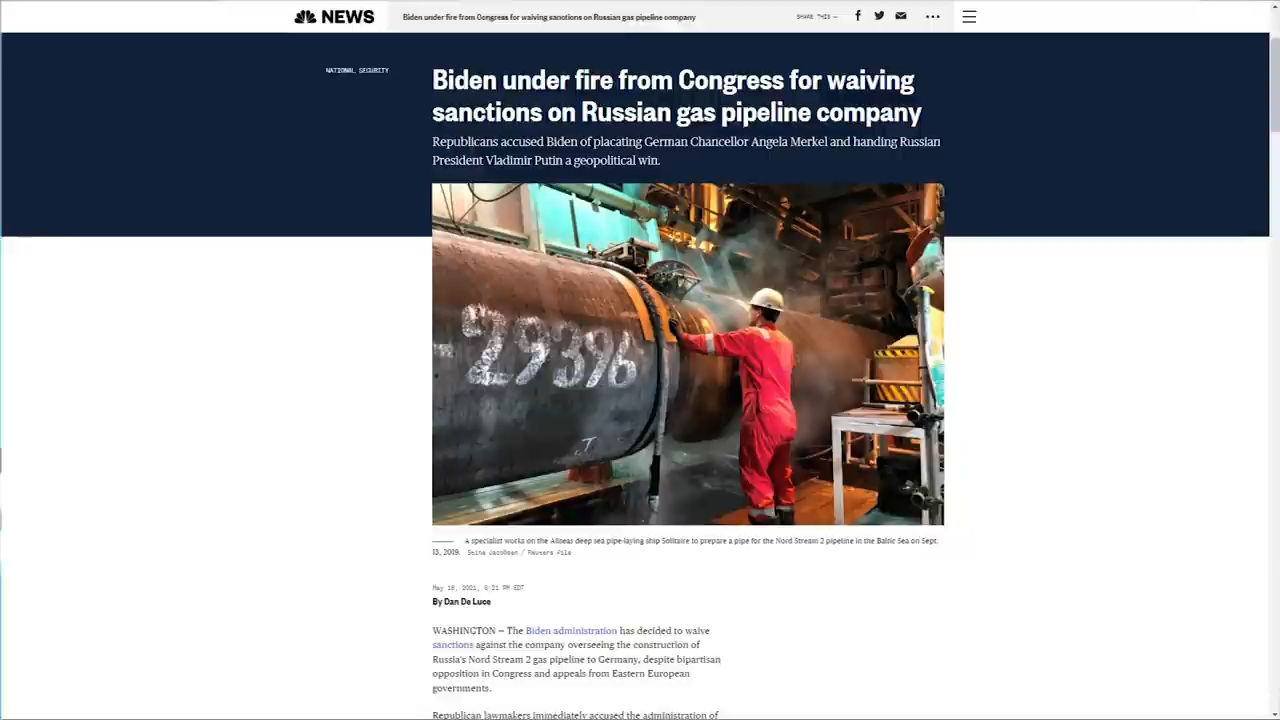 NEWS
Biden under fire from Congress for waiving sanctions on Russian gas pipeline company
SHARE THIS —
NATIONAL SECURITY
Biden under fire from Congress for waiving
sanctions on Russian gas pipeline company
Republicans accused Biden of placating German Chancellor Angela Merkel and handing Russian
President Vladimir Putin a geopolitical win.
-29396
A specialist works on the Allseas deep sea pipe-laying ship Solitaire to prepare a pipe for the Nord Stream 2 pipeline in the Baltic Sea on Sept.
13, 2019. Stine Jacobsen / Reuters file
May 2021, PM EDT
By Dan De Luce
WASHINGTON — The Biden administration has decided to waive
sanctions against the company overseeing the construction of
Russia's Nord Stream 2 gas pipeline to Germany, despite bipartisan
opposition in Congress and appeals from Eastern European
governments.
Republican lawmakers immediately accused the administration of